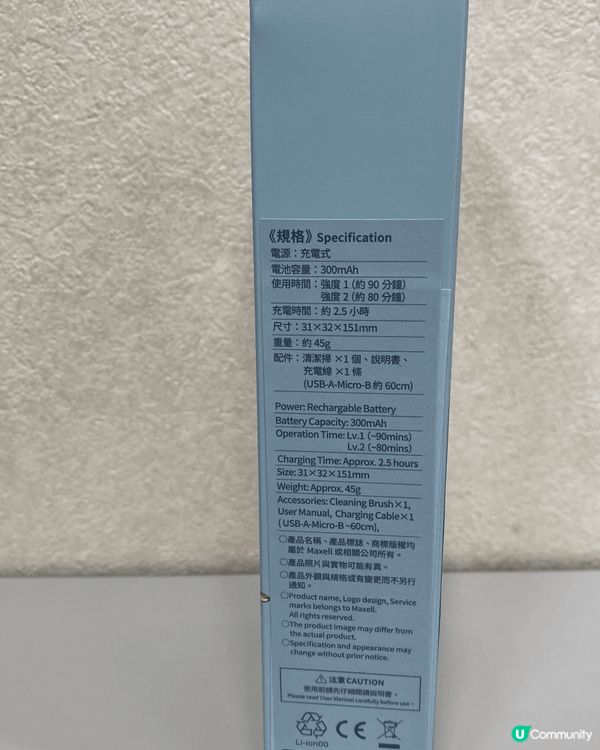 《規格》Specification
電源：充電式
電池容量：300mAh
使用時間：強度 1（約 90 分鐘）
強度 2（約 80 分鐘）
充電時間：約 2.5 小時
尺寸：31×32×151mm
重量：約 45g
配件：清潔掃 ×1 個、說明書、
充電線 ×1 條
(USB-A-Micro-B 約 60cm)
Power: Rechargable Battery
Battery Capacity: 300mAh
Operation Time: Lv.1 (~90mins)
Lv.2 (~80mins)
Charging Time: Approx. 2.5 hours
Size: 31×32×151mm
Weight: Approx. 45g
Accessories: Cleaning Brush×1,
User Manual, Charging Cable×1
( USB-A-Micro-B ~60cm),
○產品名稱、產品標誌、商標版權均
屬於 Maxell 或相關公司所有。
○產品照片與實物可能有異。
○產品外觀與規格或有變更而不另行
通知。
○Product name, Logo design, Service
marks belongs to Maxell.
All rights reserved.
○The product image may differ from
the actual product.
○Specification and appearance may
change without prior notice.
⚠ 注意 CAUTION
使用前請先仔細閱讀說明書。
Please read User Manual carefully before use.
Li-ion00
CE
U Community